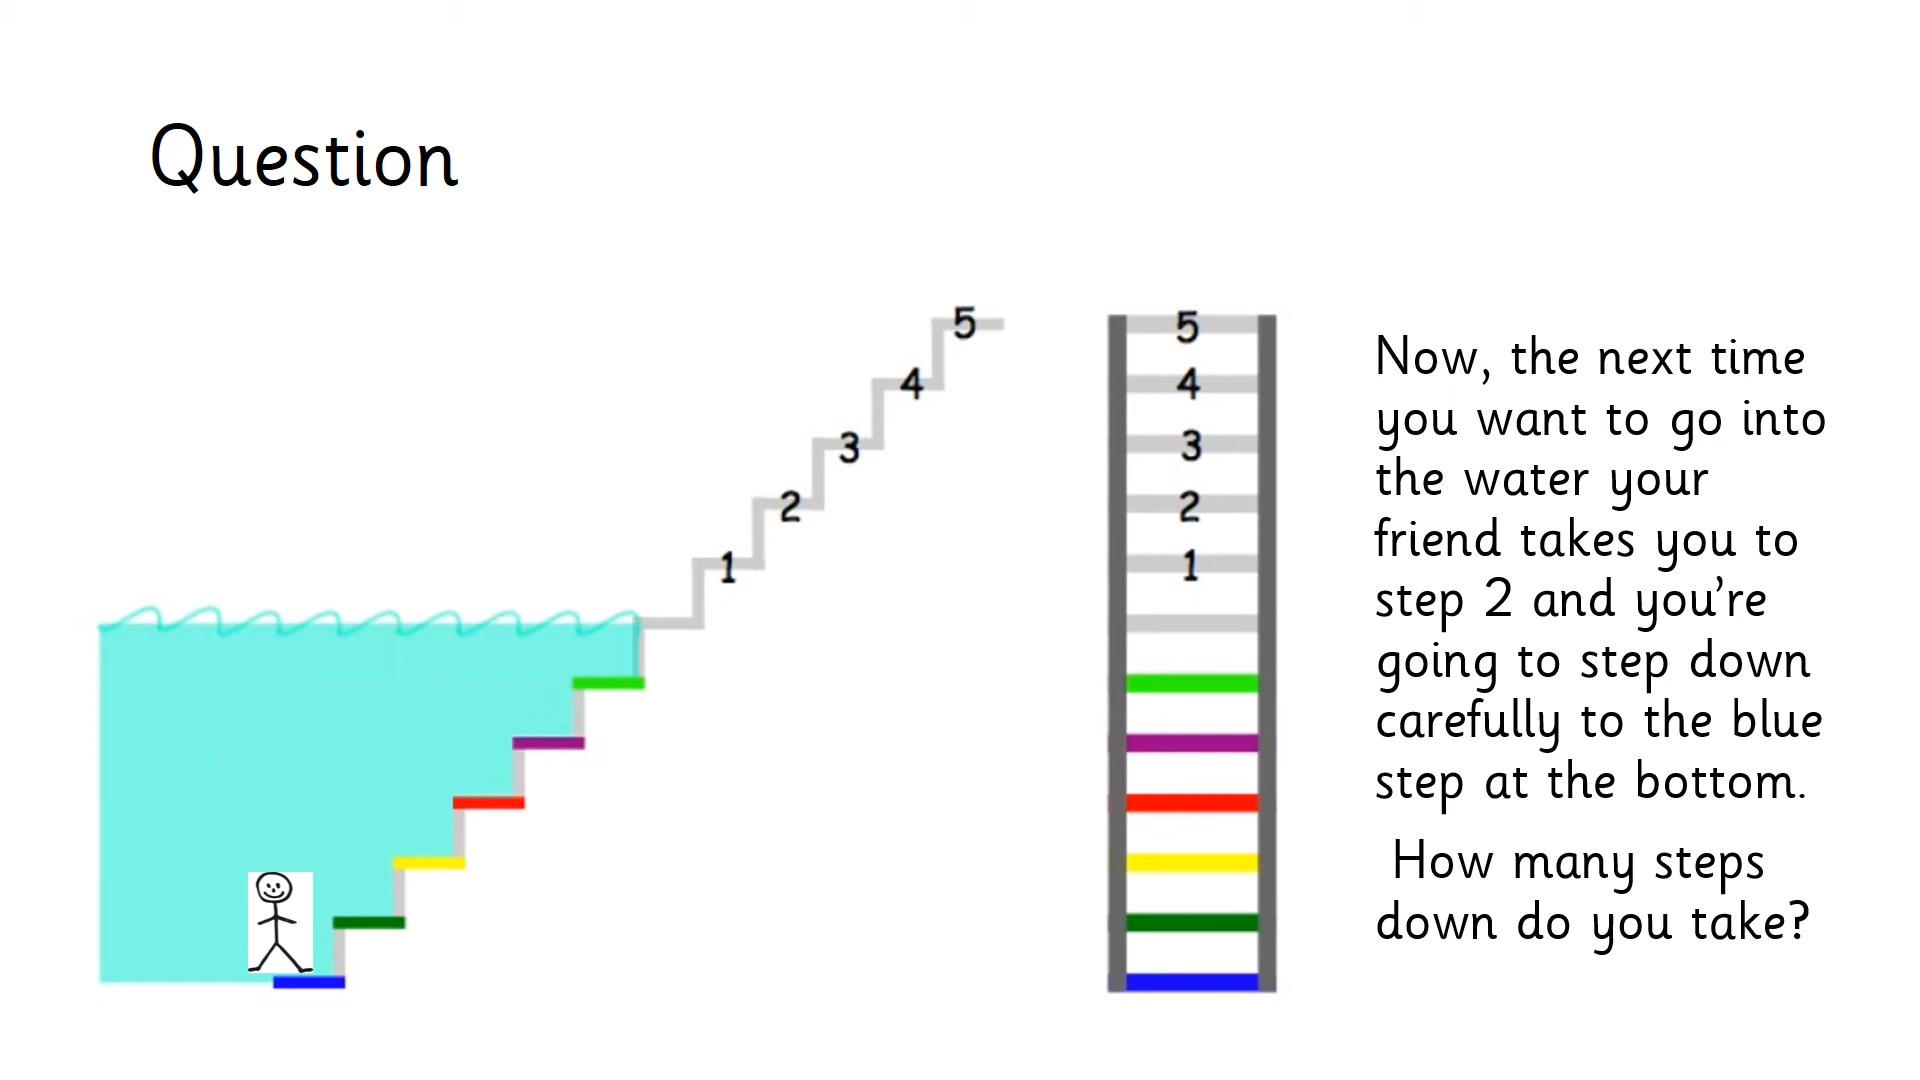 Question
5
4
3
2
1
5
4
3
2
1
Now, the next time
you want to go into
the water your
friend takes you to
step 2 and you’re
going to step down
carefully to the blue
step at the bottom.
How many steps
down do you take?